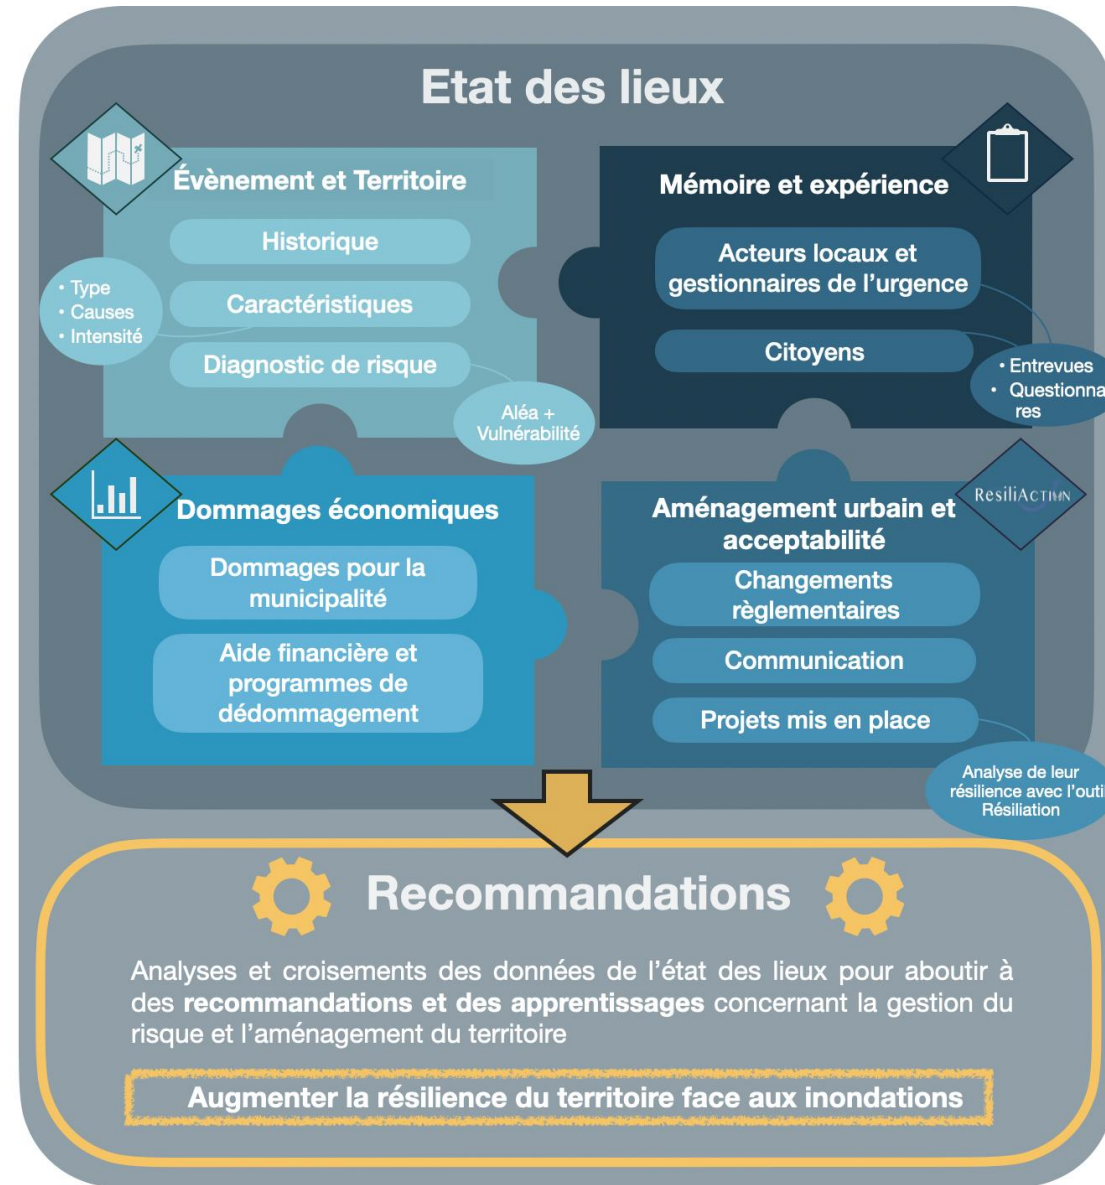 Etat des lieux
Évènement et Territoire
Historique
Caractéristiques
Diagnostic de risque
• Type
• Causes
• Intensité
Aléa +
Vulnérabilité
Mémoire et expérience
Acteurs locaux et
gestionnaires de l'urgence
Citoyens
• Entrevues
• Questionna
res
Dommages économiques
Dommages pour la
municipalité
Aide financière et
programmes de
dédommagement
Aménagement urbain et
acceptabilité
RESILIACTION
Changements
règlementaires
Communication
Projets mis en place
Analyse de leur
résilience avec l'outil
Résiliation
Recommandations
Analyses et croisements des données de l'état des lieux pour aboutir à
des recommandations et des apprentissages concernant la gestion du
risque et l'aménagement du territoire
Augmenter la résilience du territoire face aux inondations